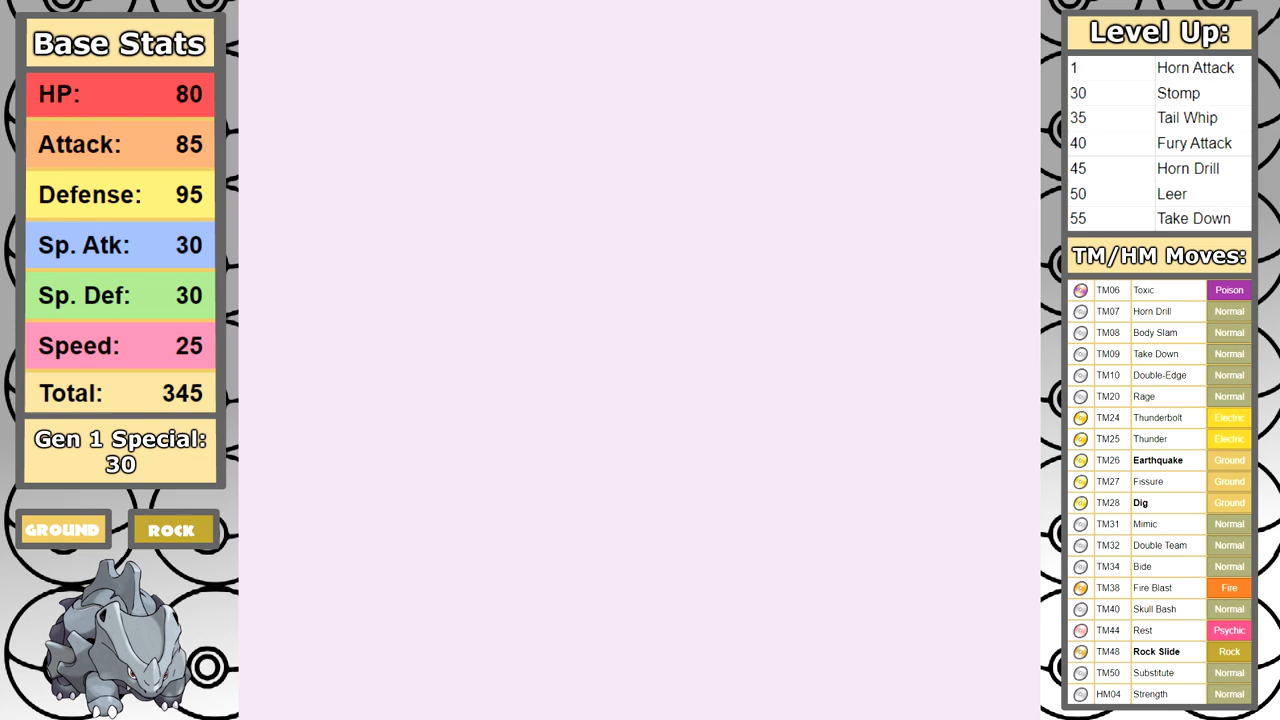 Base Stats
HP: 80
Attack: 85
Defense: 95
Sp. Atk: 30
Sp. Def: 30
Speed: 25
Total: 345
Gen 1 Special:
30
GROUND ROCK
Level Up:
1 Horn Attack
30 Stomp
35 Tail Whip
40 Fury Attack
45 Horn Drill
50 Leer
55 Take Down
TM/HM Moves:
TM06 Toxic Poison
TM07 Horn Drill Normal
TM08 Body Slam Normal
TM09 Take Down Normal
TM10 Double-Edge Normal
TM20 Rage Normal
TM24 Thunderbolt Electric
TM25 Thunder Electric
TM26 Earthquake Ground
TM27 Fissure Ground
TM28 Dig Ground
TM31 Mimic Normal
TM32 Double Team Normal
TM34 Bide Normal
TM38 Fire Blast Fire
TM40 Skull Bash Normal
TM44 Rest Psychic
TM48 Rock Slide Rock
TM50 Substitute Normal
HM04 Strength Normal